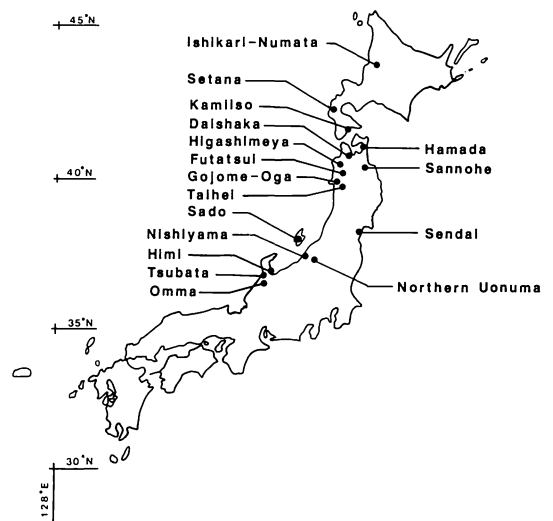 45°N
Ishikari-Numata
Setana
Kamiiso
Daishaka
Higashimeya
Futatsui
Gojome-Oga
Taihei
Sado
Nishiyama
Himi
Tsubata
Omma
Hamada
Sannohe
Sendai
Northern Uonuma
40°N
35°N
30°N
128°E